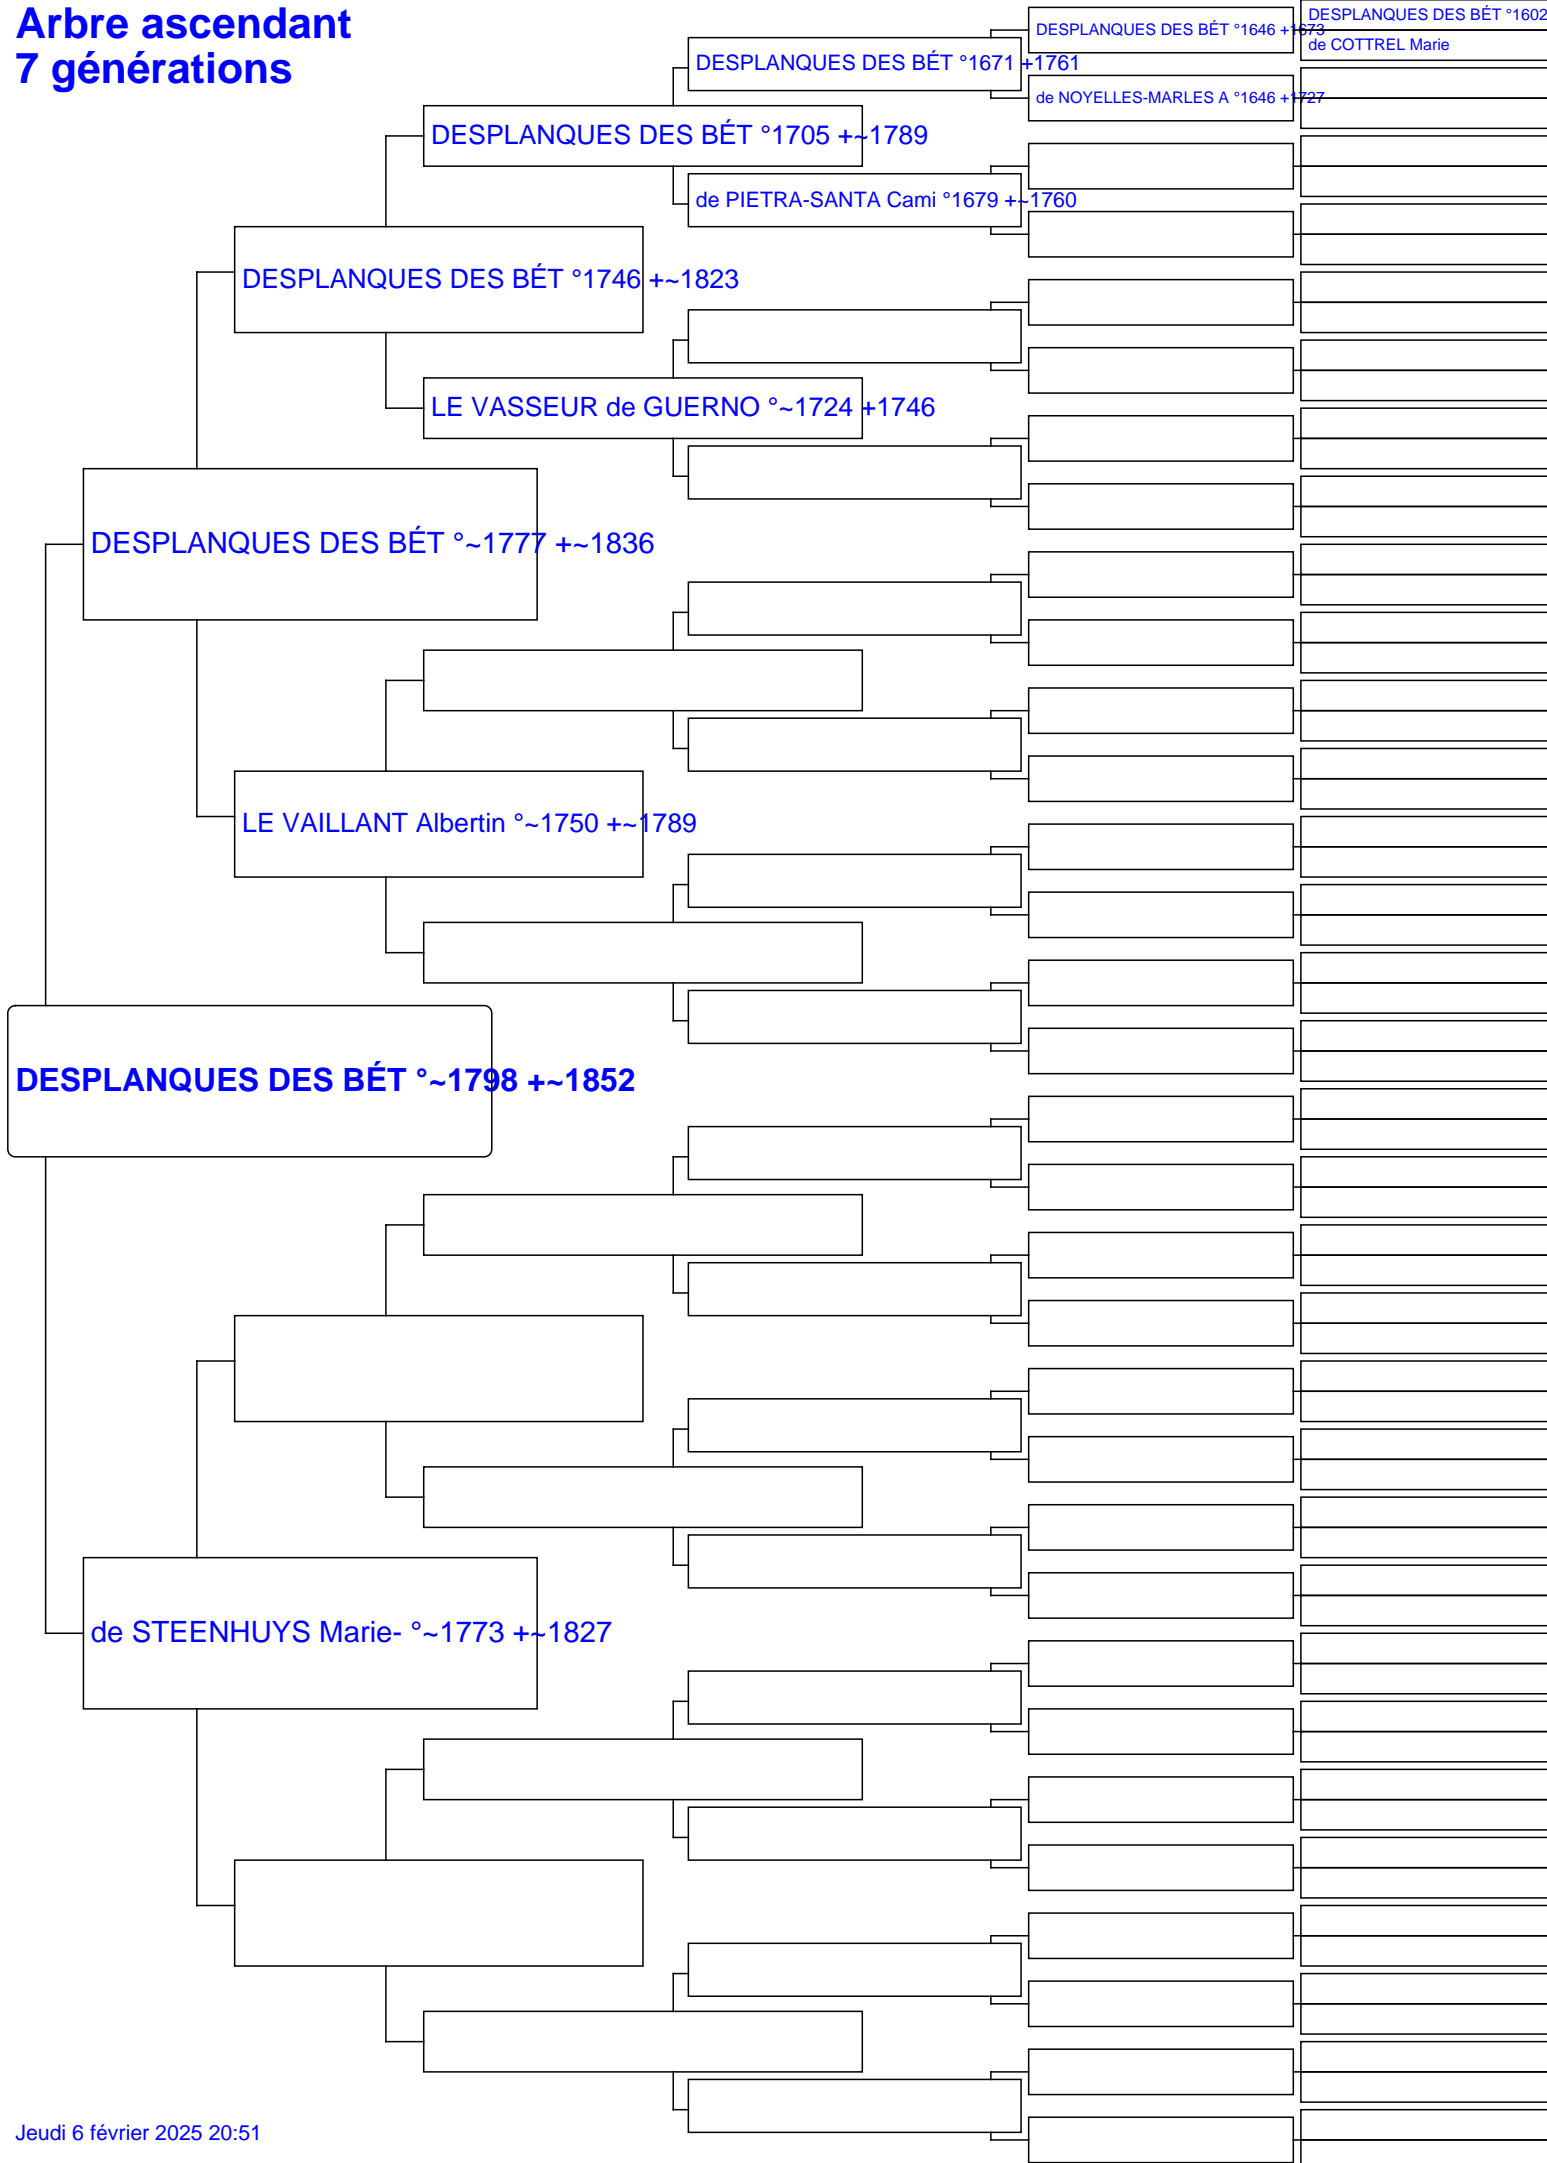 Arbre ascendant
7 générations
DESPLANQUES DES BÉT °1602
DESPLANQUES DES BÉT °1646 +1673
de COTTREL Marie
DESPLANQUES DES BÉT °1671 +1761
de NOYELLES-MARLES A °1646 +1727
DESPLANQUES DES BÉT °1705 +~1789
de PIETRA-SANTA Cami °1679 +~1760
DESPLANQUES DES BÉT °1746 +~1823
LE VASSEUR de GUERNO °~1724 +1746
DESPLANQUES DES BÉT °~1777 +~1836
LE VAILLANT Albertin °~1750 +~1789
DESPLANQUES DES BÉT °~1798 +~1852
de STEENHUYS Marie- °~1773 +~1827
Jeudi 6 février 2025 20:51